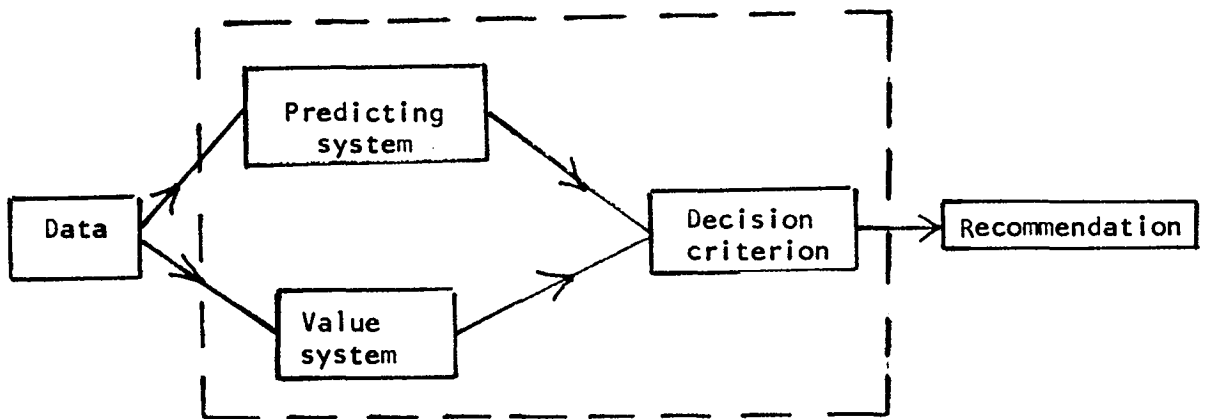 Predicting
system
Data
Decision
criterion
Recommendation
Value
system